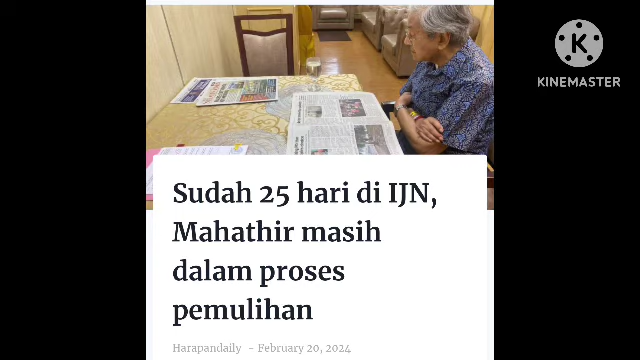 KINEMASTER
Sudah 25 hari di IJN,
Mahathir masih
dalam proses
pemulihan
Harapandaily - February 20, 2024